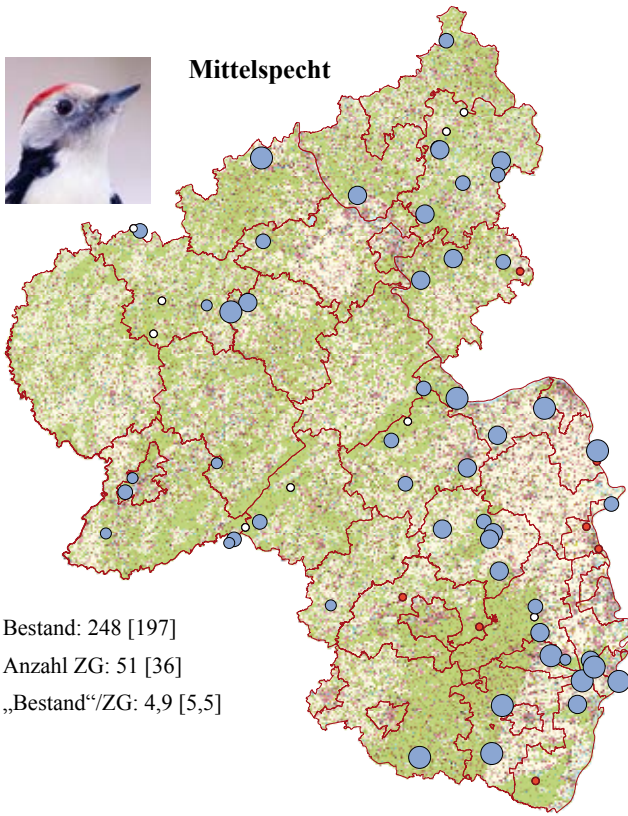 Mittelspecht
Bestand: 248 [197]
Anzahl ZG: 51 [36]
„Bestand“/ZG: 4,9 [5,5]